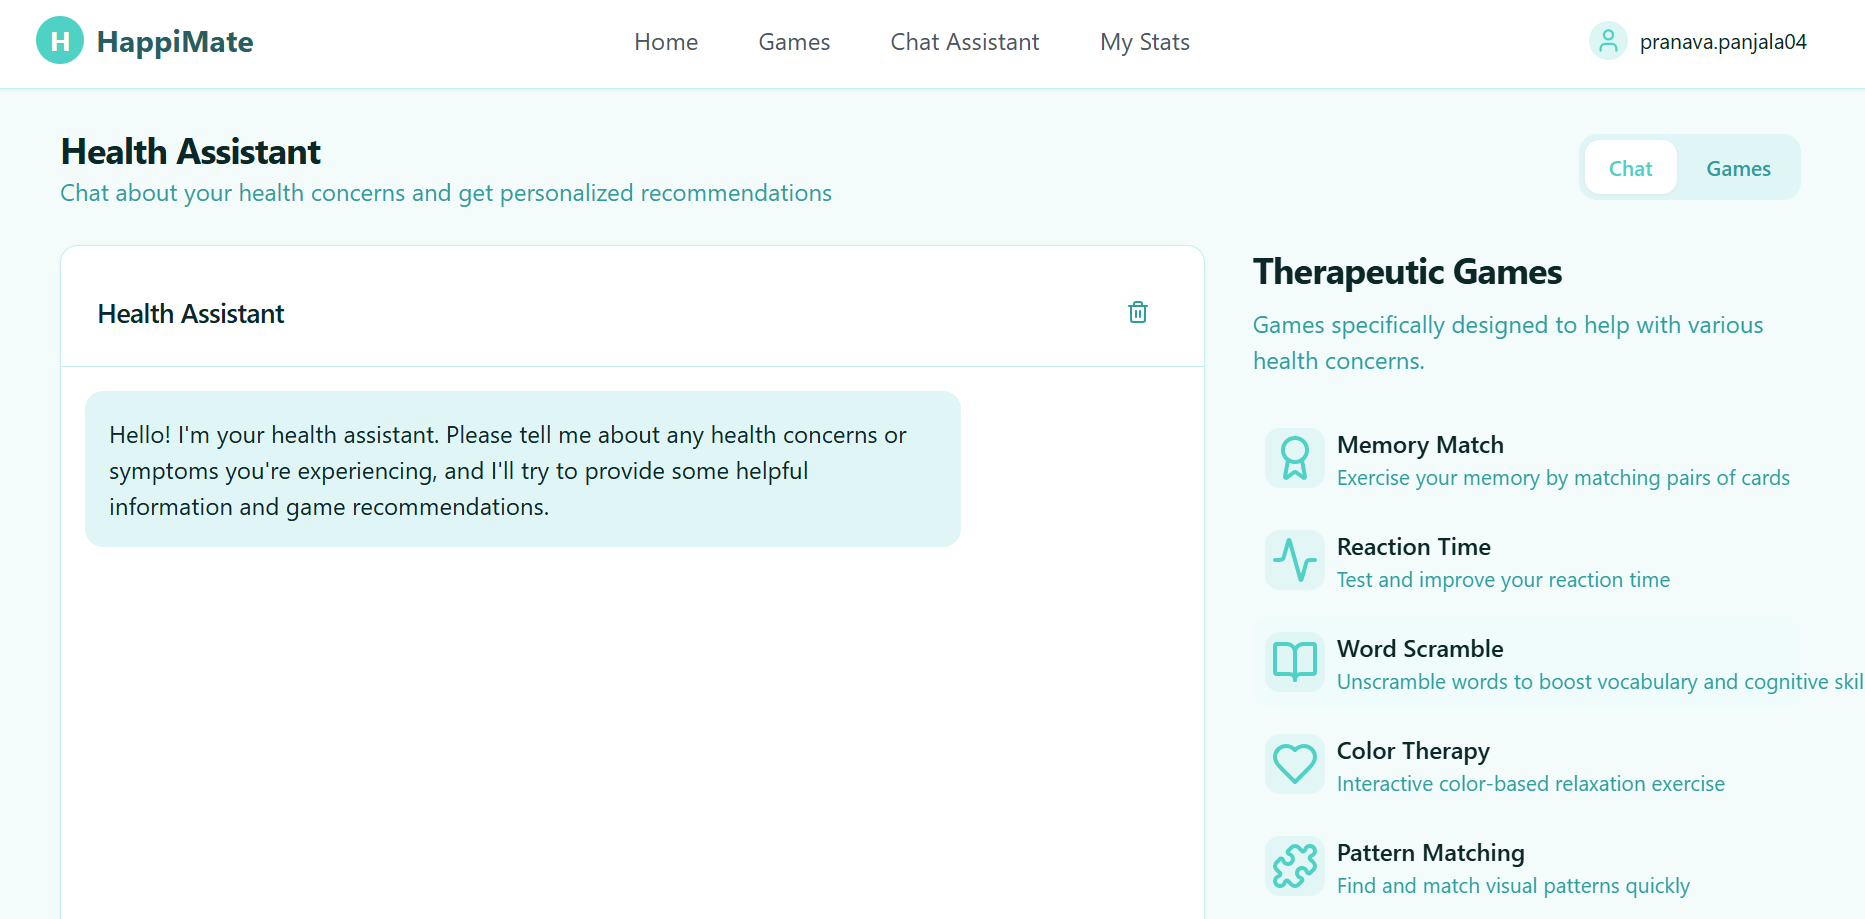 H HappiMate
Home Games Chat Assistant My Stats
pranava.panjala04
Health Assistant
Chat about your health concerns and get personalized recommendations
Chat Games
Health Assistant
Hello! I'm your health assistant. Please tell me about any health concerns or
symptoms you're experiencing, and I'll try to provide some helpful
information and game recommendations.
Therapeutic Games
Games specifically designed to help with various
health concerns.
Memory Match
Exercise your memory by matching pairs of cards
Reaction Time
Test and improve your reaction time
Word Scramble
Unscramble words to boost vocabulary and cognitive skil
Color Therapy
Interactive color-based relaxation exercise
Pattern Matching
Find and match visual patterns quickly